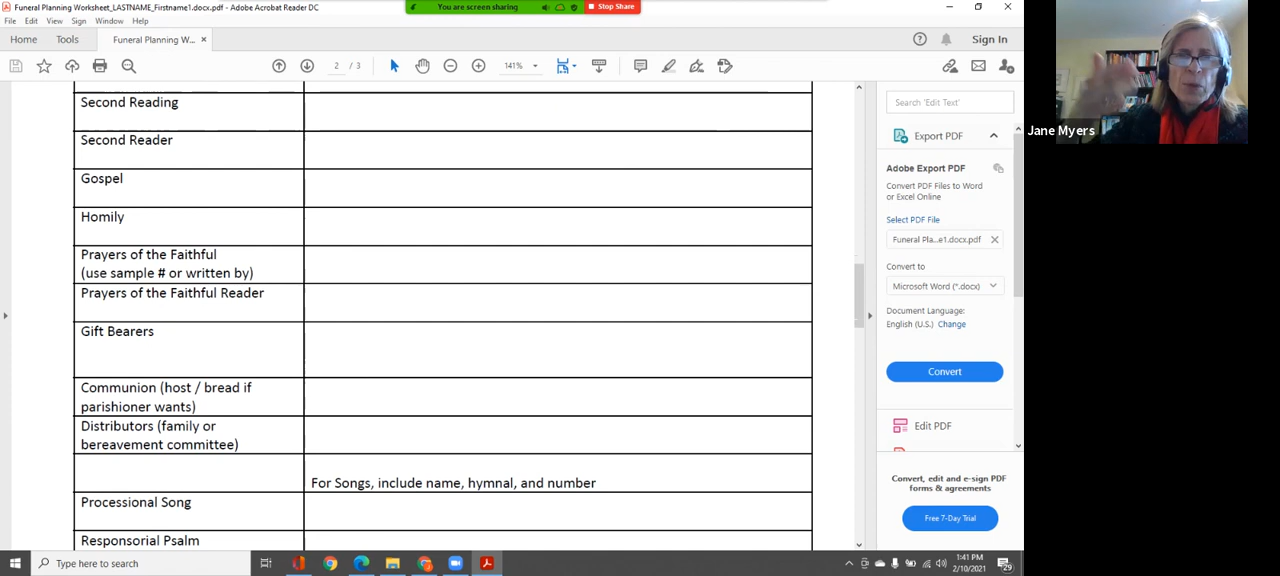 Funeral Planning Worksheet_LASTNAME_Firstname1.docx.pdf - Adobe Acrobat Reader DC
You are screen sharing
Stop Share
File Edit View Sign Window Help
Home Tools Funeral Planning W... ×
Sign In
2 / 3
141%
Second Reading
Second Reader
Gospel
Homily
Prayers of the Faithful
(use sample # or written by)
Prayers of the Faithful Reader
Gift Bearers
Communion (host / bread if
parishioner wants)
Distributors (family or
bereavement committee)
For Songs, include name, hymnal, and number
Processional Song
Responsorial Psalm
Search 'Edit Text'
Export PDF
Adobe Export PDF
Convert PDF Files to Word
or Excel Online
Select PDF File
Funeral Pla...e1.docx.pdf
Convert to
Microsoft Word (*.docx)
Document Language:
English (U.S.) Change
Convert
Edit PDF
Convert, edit and e-sign PDF
forms & agreements
Free 7-Day Trial
Jane Myers
Type here to search
1:41 PM
2/10/2021
29